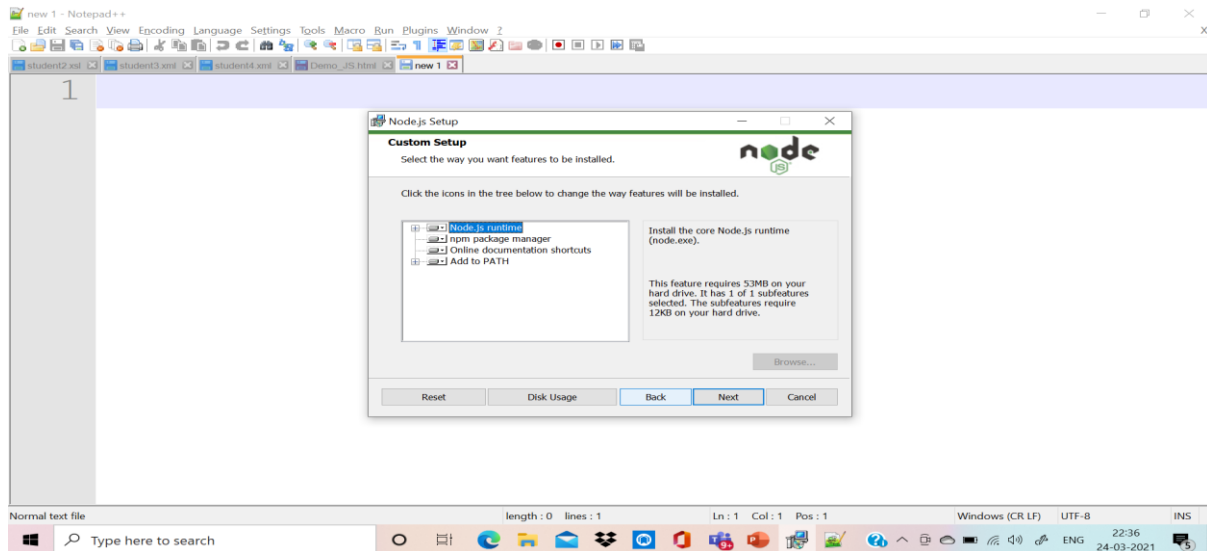 new 1 - Notepad++
File Edit Search View Encoding Language Settings Tools Macro Run Plugins Window ?
X
student2.xsl student3.xml student4.xml Demo_JS.html new 1
1
Node.js Setup
Custom Setup
Select the way you want features to be installed.
node
JS
Click the icons in the tree below to change the way features will be installed.
Node.js runtime
npm package manager
Online documentation shortcuts
Add to PATH
Install the core Node.js runtime
(node.exe).
This feature requires 53MB on your
hard drive. It has 1 of 1 subfeatures
selected. The subfeatures require
12KB on your hard drive.
Browse...
Reset Disk Usage Back Next Cancel
Normal text file length : 0 lines : 1 Ln : 1 Col : 1 Pos : 1 Windows (CR LF) UTF-8 INS
Type here to search
ENG
22:36
24-03-2021
5